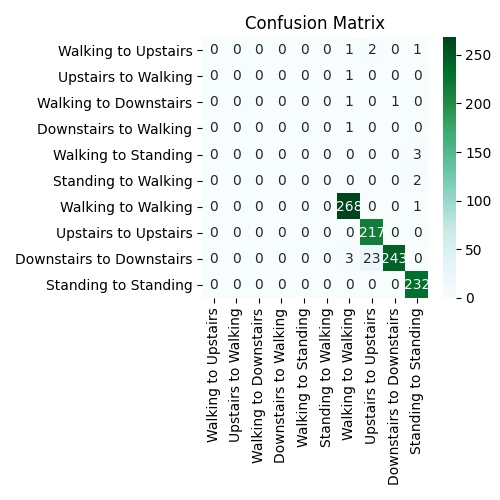 Confusion Matrix
Walking to Upstairs 0 0 0 0 0 0 1 2 0 1
Upstairs to Walking 0 0 0 0 0 0 1 0 0 0
Walking to Downstairs 0 0 0 0 0 0 1 0 1 0
Downstairs to Walking 0 0 0 0 0 0 1 0 0 0
Walking to Standing 0 0 0 0 0 0 0 0 0 3
Standing to Walking 0 0 0 0 0 0 0 0 0 2
Walking to Walking 0 0 0 0 0 0 268 0 0 1
Upstairs to Upstairs 0 0 0 0 0 0 0 217 0 0
Downstairs to Downstairs 0 0 0 0 0 0 3 23 243 0
Standing to Standing 0 0 0 0 0 0 0 0 0 232
Walking to Upstairs
Upstairs to Walking
Walking to Downstairs
Downstairs to Walking
Walking to Standing
Standing to Walking
Walking to Walking
Upstairs to Upstairs
Downstairs to Downstairs
Standing to Standing
250
200
150
100
50
0